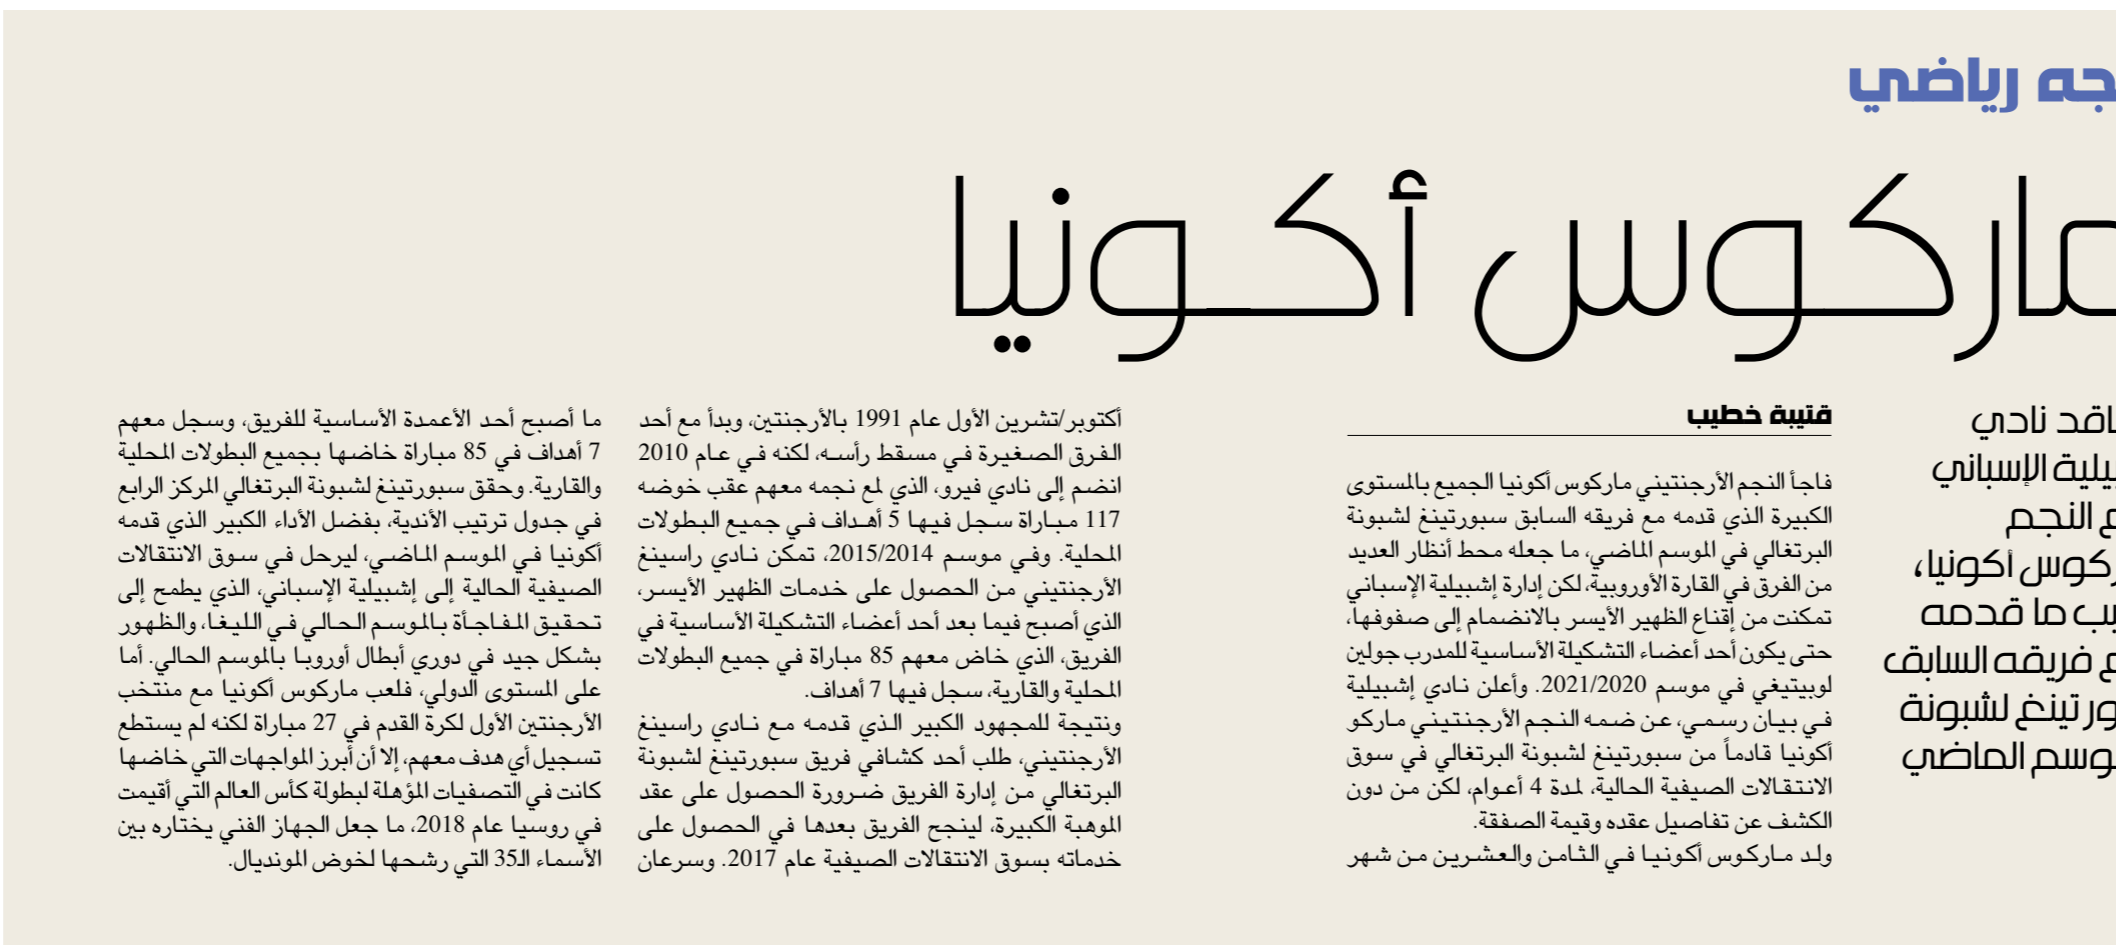 رياضي
ماركوس أكونيا
نادي
الإسباني
النجم
أكونيا،
ما قدمه
فريقه السابق
لشبونة
الماضي
قتيبة خطيب
فاجأ النجم الأرجنتيني ماركوس أكونيا الجميع بالمستوى
الكبيرة الذي قدمه مع فريقه السابق سبورتينغ لشبونة
البرتغالي في الموسم الماضي، ما جعله محط أنظار العديد
من الفرق في القارة الأوروبية، لكن إدارة إشبيلية الإسباني
تمكنت من إقناع الظهير الأيسر بالانضمام إلى صفوفها،
حتى يكون أحد أعضاء التشكيلة الأساسية للمدرب جولين
لوبيتيغي في موسم 2021/2020. وأعلن نادي إشبيلية
في بيان رسمي، عن ضمه النجم الأرجنتيني ماركو
أكونيا قادماً من سبورتينغ لشبونة البرتغالي في سوق
الانتقالات الصيفية الحالية، لمدة 4 أعوام، لكن من دون
الكشف عن تفاصيل عقده وقيمة الصفقة.
ولد ماركوس أكونيا في الثامن والعشرين من شهر
أكتوبر/تشرين الأول عام 1991 بالأرجنتين، وبدأ مع أحد
الفرق الصغيرة في مسقط رأسه، لكنه في عام 2010
انضم إلى نادي فيرو، الذي لمع نجمه معهم عقب خوضه
117 مباراة سجل فيها 5 أهداف في جميع البطولات
المحلية. وفي موسم 2015/2014، تمكن نادي راسينغ
الأرجنتيني من الحصول على خدمات الظهير الأيسر،
الذي أصبح فيما بعد أحد أعضاء التشكيلة الأساسية في
الفريق، الذي خاض معهم 85 مباراة في جميع البطولات
المحلية والقارية، سجل فيها 7 أهداف.
ونتيجة للمجهود الكبير الذي قدمه مع نادي راسينغ
الأرجنتيني، طلب أحد كشافي فريق سبورتينغ لشبونة
البرتغالي من إدارة الفريق ضرورة الحصول على عقد
الموهبة الكبيرة، لينجح الفريق بعدها في الحصول على
خدماته بسوق الانتقالات الصيفية عام 2017. وسرعان
ما أصبح أحد الأعمدة الأساسية للفريق، وسجل معهم
7 أهداف في 85 مباراة خاضها بجميع البطولات المحلية
والقارية. وحقق سبورتينغ لشبونة البرتغالي المركز الرابع
في جدول ترتيب الأندية، بفضل الأداء الكبير الذي قدمه
أكونيا في الموسم الماضي، ليرحل في سوق الانتقالات
الصيفية الحالية إلى إشبيلية الإسباني، الذي يطمح إلى
تحقيق المفاجأة بالموسم الحالي في الليغا، والظهور
بشكل جيد في دوري أبطال أوروبا بالموسم الحالي. أما
على المستوى الدولي، فلعب ماركوس أكونيا مع منتخب
الأرجنتين الأول لكرة القدم في 27 مباراة لكنه لم يستطع
تسجيل أي هدف معهم، إلا أن أبرز المواجهات التي خاضها
كانت في التصفيات المؤهلة لبطولة كأس العالم التي أقيمت
في روسيا عام 2018، ما جعل الجهاز الفني يختاره بين
الأسماء الـ35 التي رشحها لخوض المونديال.